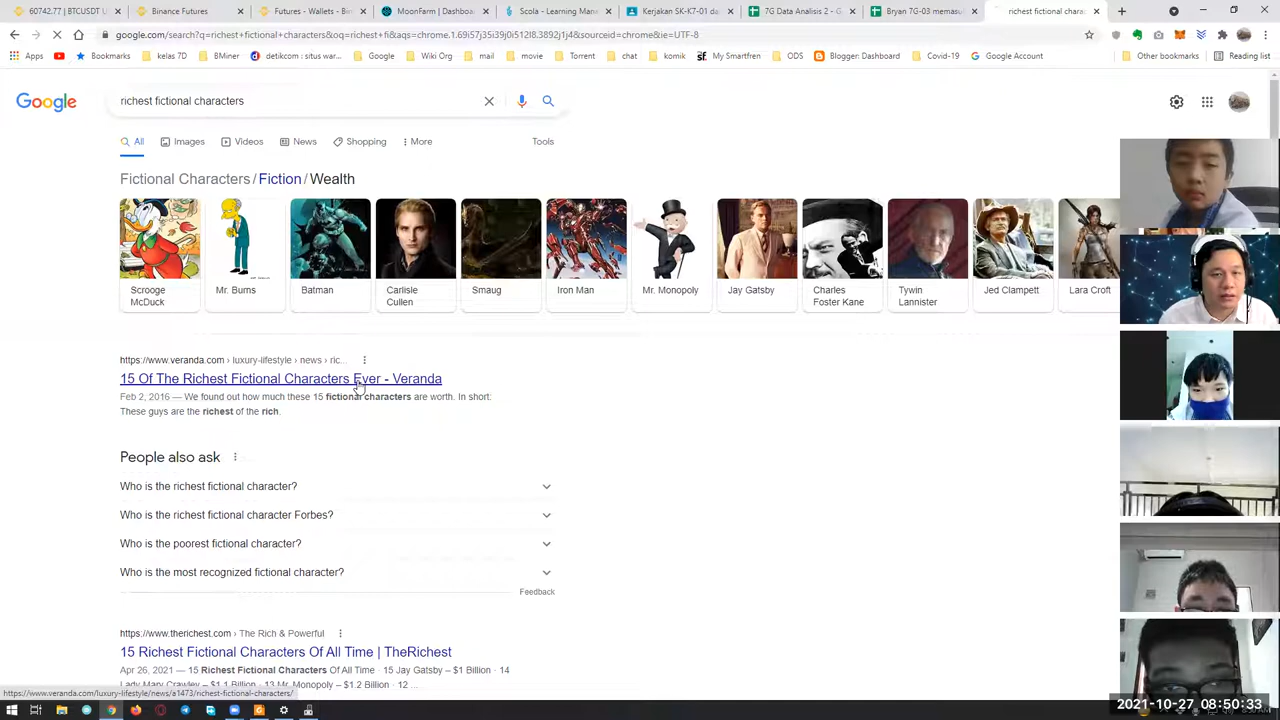 60742.77 | BTCUSDT U
Binance Futures
Futures - Wallets - Bin
MoonFarm | Dashboa
Scola - Learning Mana
Kerjakan SK-K7-01 da
7G Data Analisis 2 - G
Bryan 7G-03 memasu
richest fictional chara
google.com/search?q=richest+fictional+characters&oq=richest+fi&aqs=chrome.1.69i57j35i39j0i512l8.3892j1j4&sourceid=chrome&ie=UTF-8
Apps
Bookmarks
kelas 7D
BMiner
detikcom : situs war...
Google
Wiki Org
mail
movie
Torrent
chat
komik
My Smartfren
ODS
Blogger: Dashboard
Covid-19
Google Account
Other bookmarks
Reading list
Google
richest fictional characters
All
Images
Videos
News
Shopping
More
Tools
Fictional Characters / Fiction / Wealth
Scrooge McDuck
Mr. Burns
Batman
Carlisle Cullen
Smaug
Iron Man
Mr. Monopoly
Jay Gatsby
Charles Foster Kane
Tywin Lannister
Jed Clampett
Lara Croft
https://www.veranda.com › luxury-lifestyle › news › ric...
15 Of The Richest Fictional Characters Ever - Veranda
Feb 2, 2016 — We found out how much these 15 fictional characters are worth. In short:
These guys are the richest of the rich.
People also ask
Who is the richest fictional character?
Who is the richest fictional character Forbes?
Who is the poorest fictional character?
Who is the most recognized fictional character?
Feedback
https://www.therichest.com › The Rich & Powerful
15 Richest Fictional Characters Of All Time | TheRichest
Apr 26, 2021 — 15 Richest Fictional Characters Of All Time · 15 Jay Gatsby – $1 Billion · 14
Lady Mary Crawley – $1.1 Billion · 13 Mr. Monopoly – $1.2 Billion · 12 ...
https://www.veranda.com/luxury-lifestyle/news/a1473/richest-fictional-characters/
2021-10-27 08:50:33